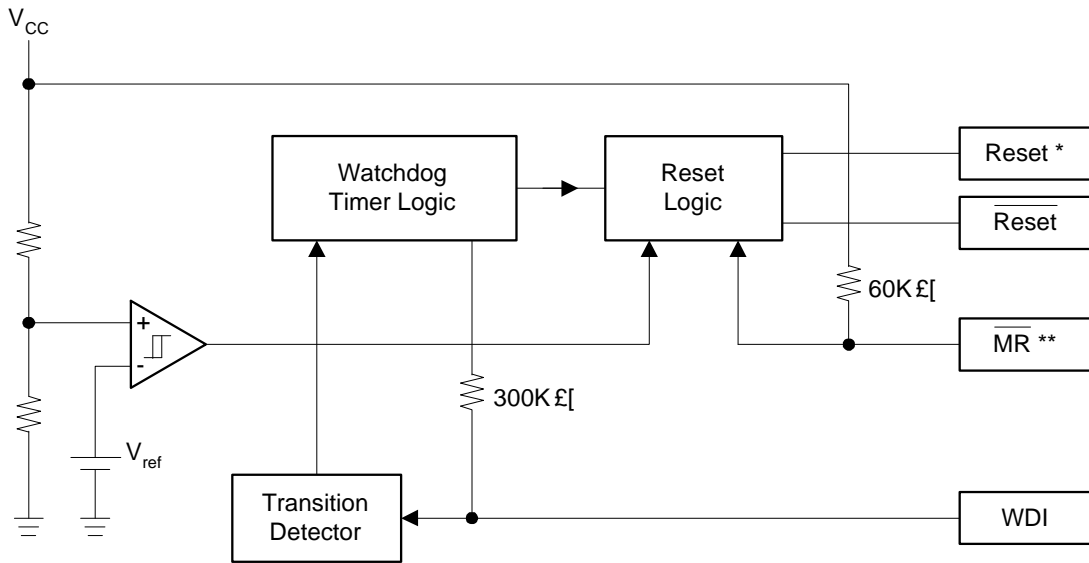 VCC
Watchdog
Timer Logic
Reset
Logic
Reset *
Reset
60K £[
MR **
+
-
300K £[
Vref
Transition
Detector
WDI